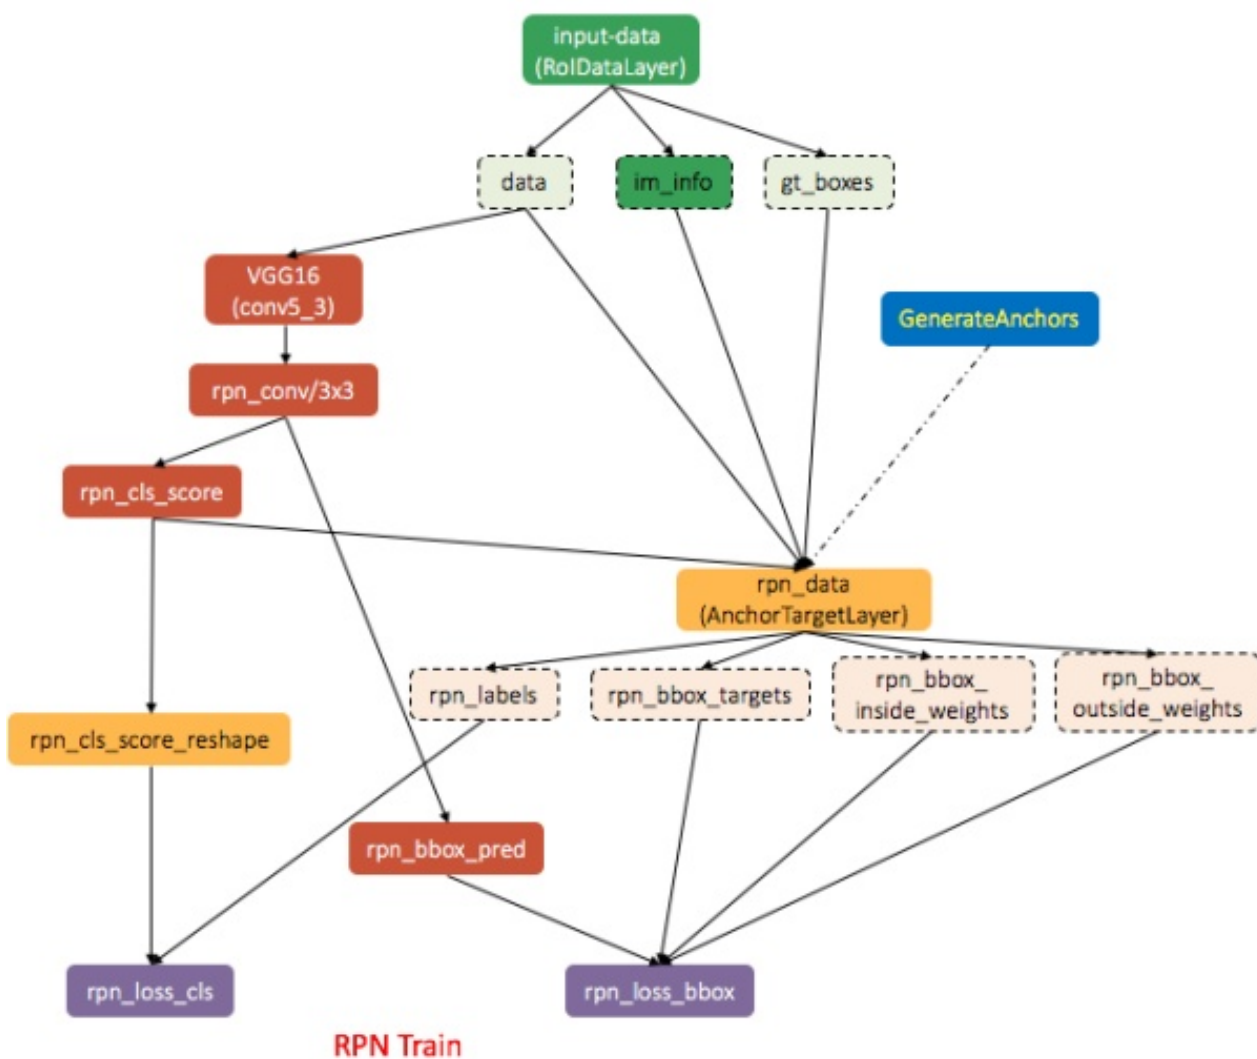 input-data
(RoIDataLayer)
data
im_info
gt_boxes
VGG16
(conv5_3)
GenerateAnchors
rpn_conv/3x3
rpn_cls_score
rpn_data
(AnchorTargetLayer)
rpn_labels
rpn_bbox_targets
rpn_bbox_
inside_weights
rpn_bbox_
outside_weights
rpn_cls_score_reshape
rpn_bbox_pred
rpn_loss_cls
rpn_loss_bbox
RPN Train